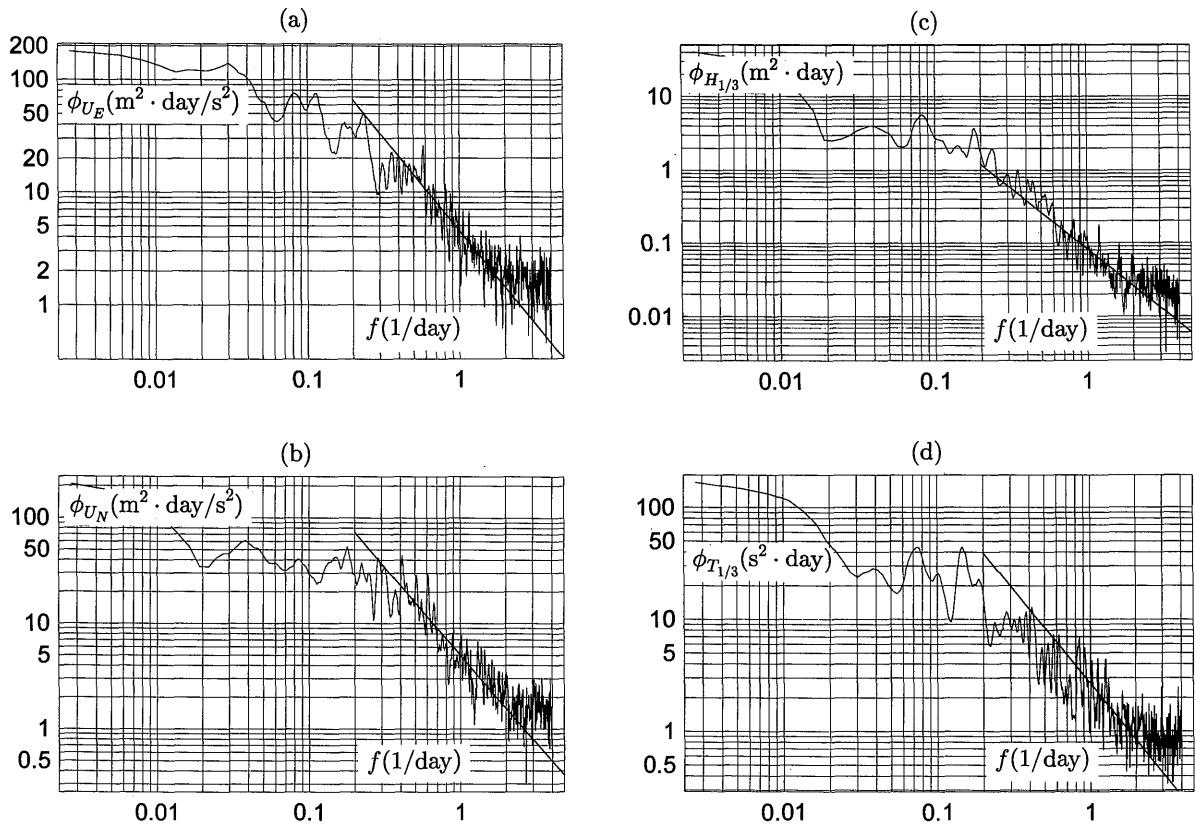 (a)
200
100
50
20
10
5
2
1
ϕ_{U_E}(m² · day/s²)
f(1/day)
0.01 0.1 1
(c)
10
1
0.1
0.01
ϕ_{H_{1/3}}(m² · day)
f(1/day)
0.01 0.1 1
(b)
100
50
10
5
1
0.5
ϕ_{U_N}(m² · day/s²)
f(1/day)
0.01 0.1 1
(d)
100
50
10
5
1
0.5
ϕ_{T_{1/3}}(s² · day)
f(1/day)
0.01 0.1 1